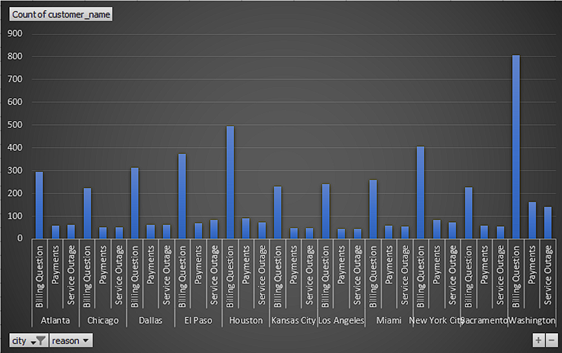 Count of customer_name
900
800
700
600
500
400
300
200
100
0
Billing Question
Payments
Service Outage
Billing Question
Payments
Service Outage
Billing Question
Payments
Service Outage
Billing Question
Payments
Service Outage
Billing Question
Payments
Service Outage
Billing Question
Payments
Service Outage
Billing Question
Payments
Service Outage
Billing Question
Payments
Service Outage
Billing Question
Payments
Service Outage
Billing Question
Payments
Service Outage
Billing Question
Payments
Service Outage
Atlanta Chicago Dallas El Paso Houston Kansas City Los Angeles Miami New York City Sacramento Washington
city reason
+ -